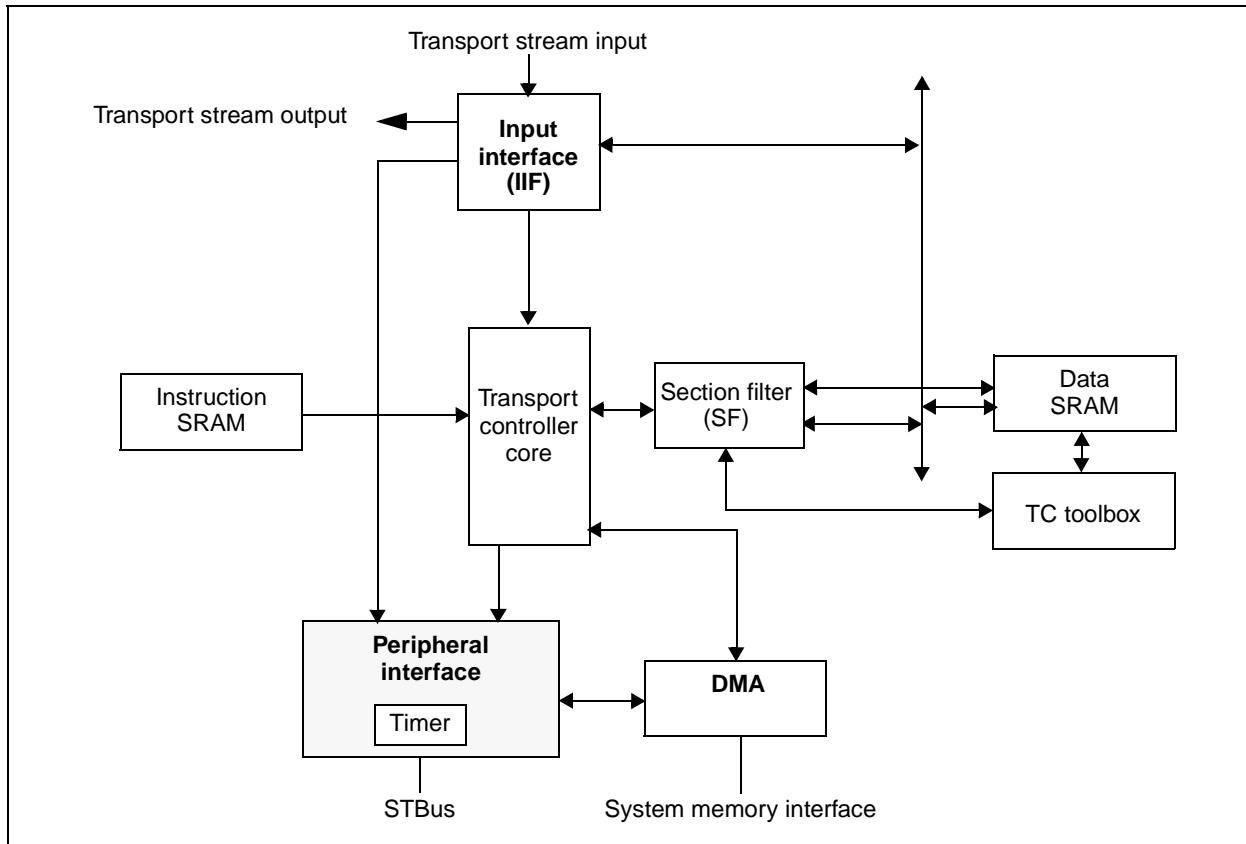 Transport stream input
Transport stream output
Input
interface
(IIF)
Instruction
SRAM
Transport
controller
core
Section filter
(SF)
Data
SRAM
TC toolbox
Peripheral
interface
Timer
DMA
STBus
System memory interface